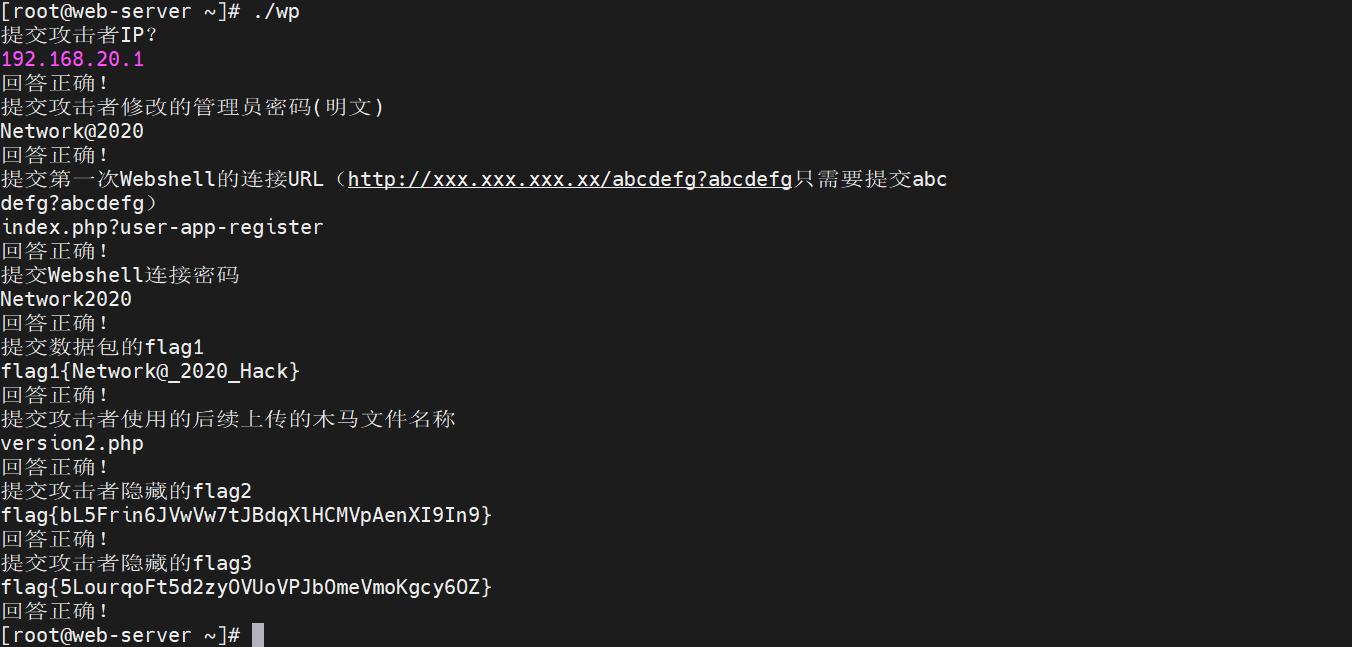 [root@web-server ~]# ./wp
提交攻击者IP？
192.168.20.1
回答正确！
提交攻击者修改的管理员密码(明文)
Network@2020
回答正确！
提交第一次Webshell的连接URL（http://xxx.xxx.xxx.xx/abcdefg?abcdefg只需要提交abc
defg?abcdefg）
index.php?user-app-register
回答正确！
提交Webshell连接密码
Network2020
回答正确！
提交数据包的flag1
flag1{Network@_2020_Hack}
回答正确！
提交攻击者使用的后续上传的木马文件名称
version2.php
回答正确！
提交攻击者隐藏的flag2
flag{bL5Frin6JVwVw7tJBdqXlHCMVpAenXI9In9}
回答正确！
提交攻击者隐藏的flag3
flag{5LourqoFt5d2zyOVUoVPJbOmeVmoKgcy6OZ}
回答正确！
[root@web-server ~]#